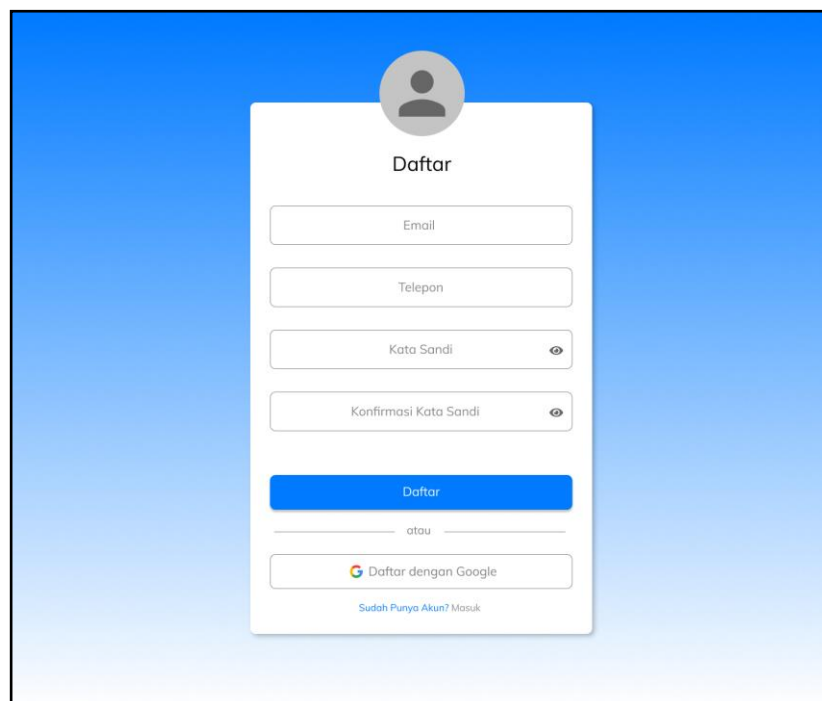 Daftar
Email
Telepon
Kata Sandi
Konfirmasi Kata Sandi
Daftar
atau
Daftar dengan Google
Sudah Punya Akun? Masuk